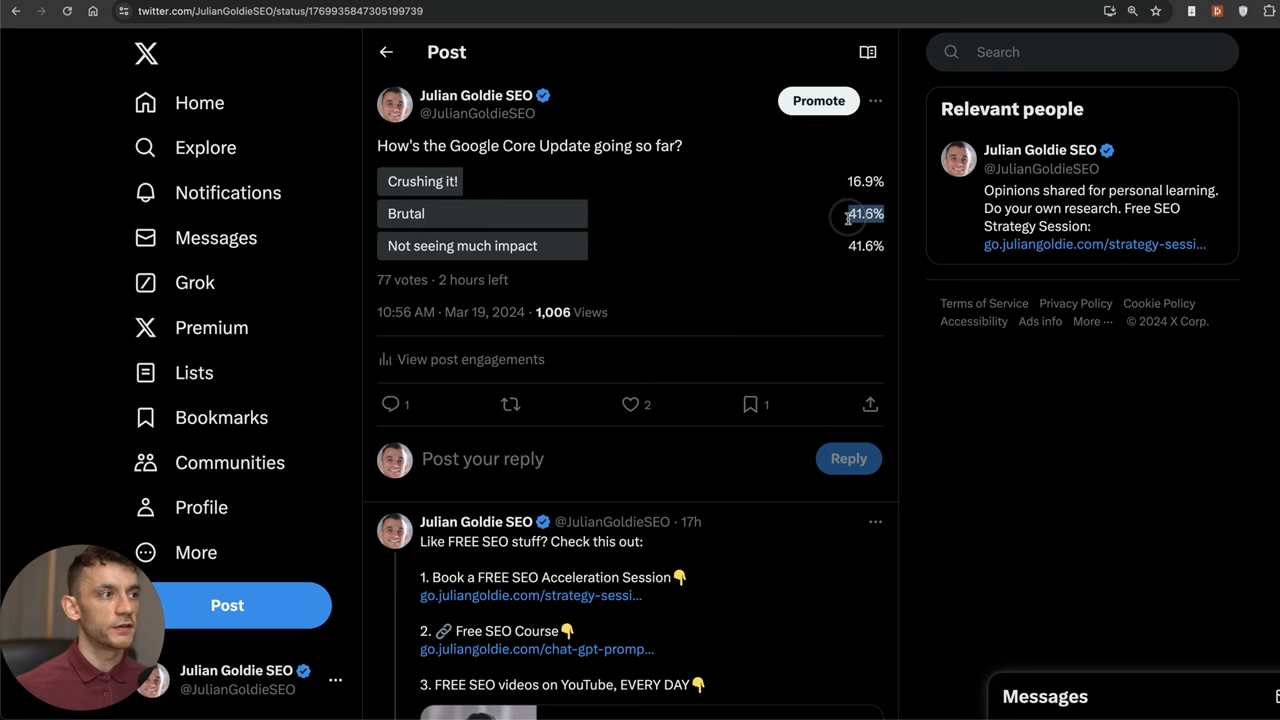 twitter.com/JulianGoldieSEO/status/1769935847305199739
Home
Explore
Notifications
Messages
Grok
Premium
Lists
Bookmarks
Communities
Profile
More
Post
Julian Goldie SEO
@JulianGoldieSEO
Post
Julian Goldie SEO
@JulianGoldieSEO
Promote
How's the Google Core Update going so far?
Crushing it! 16.9%
Brutal 41.6%
Not seeing much impact 41.6%
77 votes · 2 hours left
10:56 AM · Mar 19, 2024 · 1,006 Views
View post engagements
1 2 1
Post your reply
Reply
Julian Goldie SEO @JulianGoldieSEO · 17h
Like FREE SEO stuff? Check this out:
1. Book a FREE SEO Acceleration Session👇
go.juliangoldie.com/strategy-sessi...
2. 🔗 Free SEO Course👇
go.juliangoldie.com/chat-gpt-promp...
3. FREE SEO videos on YouTube, EVERY DAY👇
Search
Relevant people
Julian Goldie SEO
@JulianGoldieSEO
Opinions shared for personal learning.
Do your own research. Free SEO
Strategy Session:
go.juliangoldie.com/strategy-sessi...
Terms of Service Privacy Policy Cookie Policy
Accessibility Ads info More ··· © 2024 X Corp.
Messages